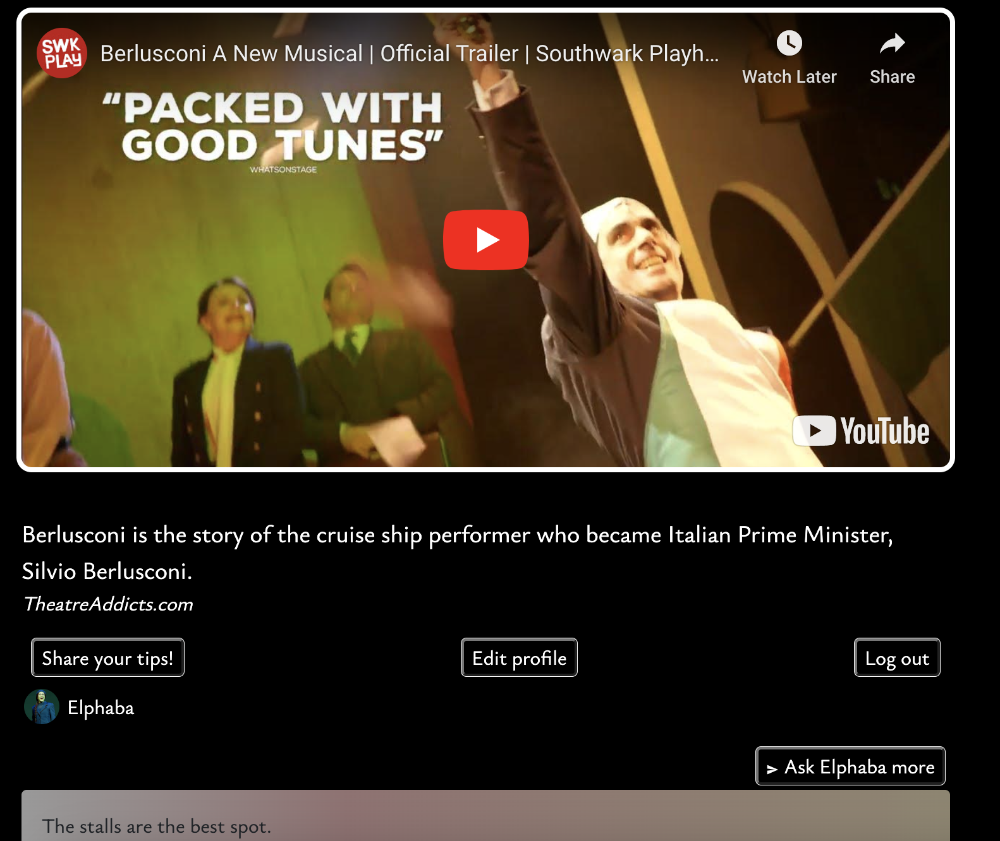 SWK
PLAY
Berlusconi A New Musical | Official Trailer | Southwark Playh...
Watch Later
Share
“PACKED WITH
GOOD TUNES”
WHATSONSTAGE
YouTube
Berlusconi is the story of the cruise ship performer who became Italian Prime Minister,
Silvio Berlusconi.
TheatreAddicts.com
Share your tips!
Edit profile
Log out
Elphaba
Ask Elphaba more
The stalls are the best spot.